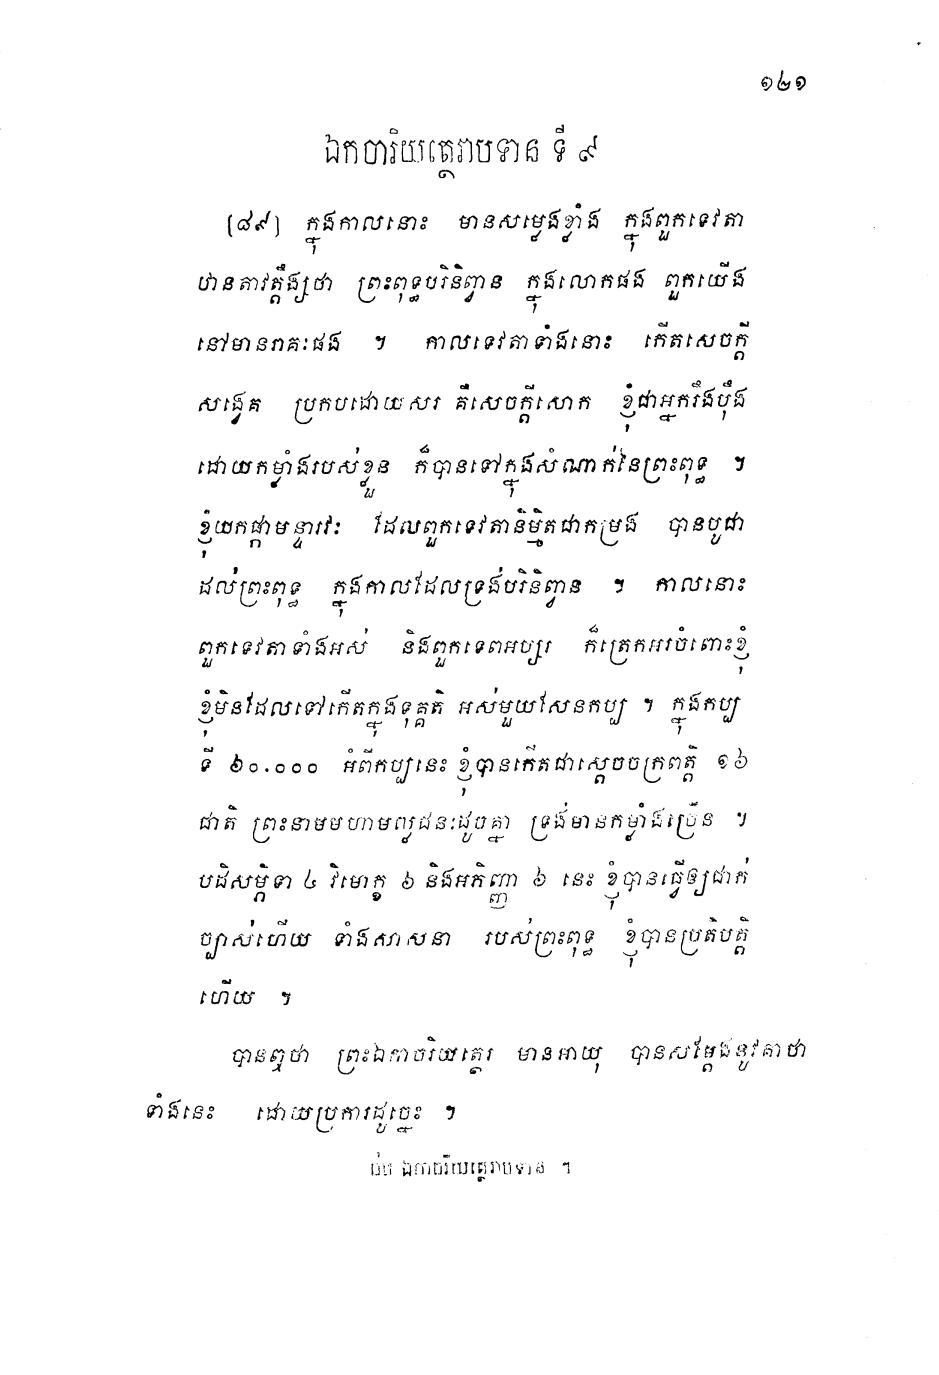 ១២១
ឯកចារិយត្ថេរាបទាន ទី ៩
[៨៩] ក្នុងកាលនោះ មានសម្លេងខ្លាំង ក្នុងពួកទេវតា
ឋានតាវត្តឹង្សថា ព្រះពុទ្ធបរិនិព្វាន ក្នុងលោកផង ពួកយើង
នៅមានរាគៈផង ។ កាលទេវតាទាំងនោះ កើតសេចក្តី
សង្វេគ ប្រកបដោយសរ គឺសេចក្តីសោក ខ្ញុំជាអ្នករឹងប៉ឹង
ដោយកម្លាំងរបស់ខ្លួន ក៏បានទៅក្នុងសំណាក់នៃព្រះពុទ្ធ ។
ខ្ញុំយកផ្កាមន្ទារវៈ ដែលពួកទេវតានិម្មិតជាកម្រង បានបូជា
ដល់ព្រះពុទ្ធ ក្នុងកាលដែលទ្រង់បរិនិព្វាន ។ កាលនោះ
ពួកទេវតាទាំងអស់ និងពួកទេពអប្សរ ក៏ត្រេកអរចំពោះខ្ញុំ
ខ្ញុំមិនដែលទៅកើតក្នុងទុគ្គតិ អស់មួយសែនកប្ប ។ ក្នុងកប្ប
ទី ៦០.០០០ អំពីកប្បនេះ ខ្ញុំបានកើតជាស្តេចចក្រពត្តិ ១៦
ជាតិ ព្រះនាមមហាមល្លជនៈដូចគ្នា ទ្រង់មានកម្លាំងច្រើន ។
បដិសម្ភិទា ៤ វិមោក្ខ ៦ និងអភិញ្ញា ៦ នេះ ខ្ញុំបានធ្វើឲ្យជាក់
ច្បាស់ហើយ ទាំងសាសនា របស់ព្រះពុទ្ធ ខ្ញុំបានប្រតិបត្តិ
ហើយ ។
បានឮថា ព្រះឯកាចរិយត្ថេរ មានអាយុ បានសម្តែងនូវគាថា
ទាំងនេះ ដោយប្រការដូច្នេះ ។
ចប់ ឯកាចរិយត្ថេរាបទាន ។